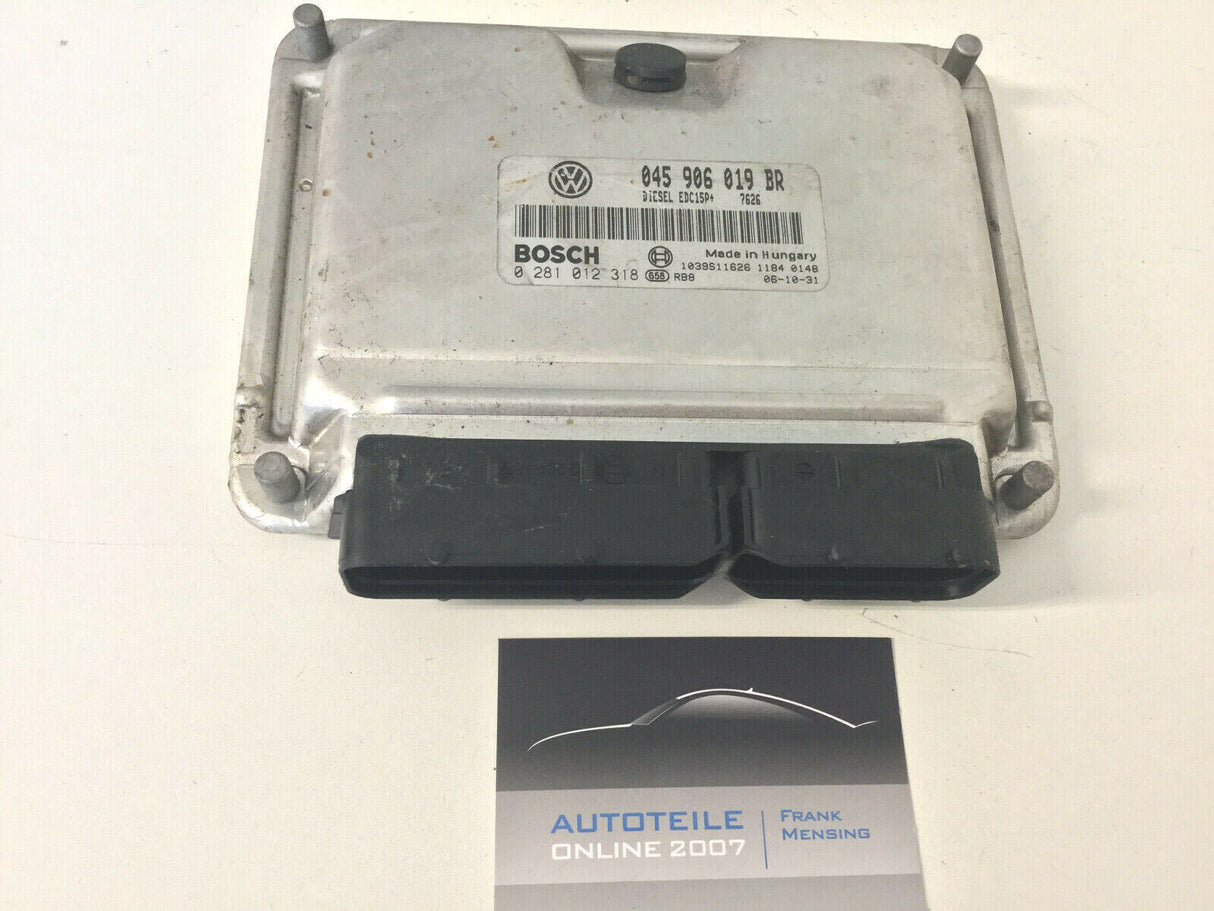 VW
045 906 019 BR
DIESEL EDC15P+ 7626
BOSCH
Made in Hungary
0 281 012 318 658 RB8
1039S11626 1184 0148
06-10-31
AUTOTEILE
ONLINE 2007
FRANK
MENSING